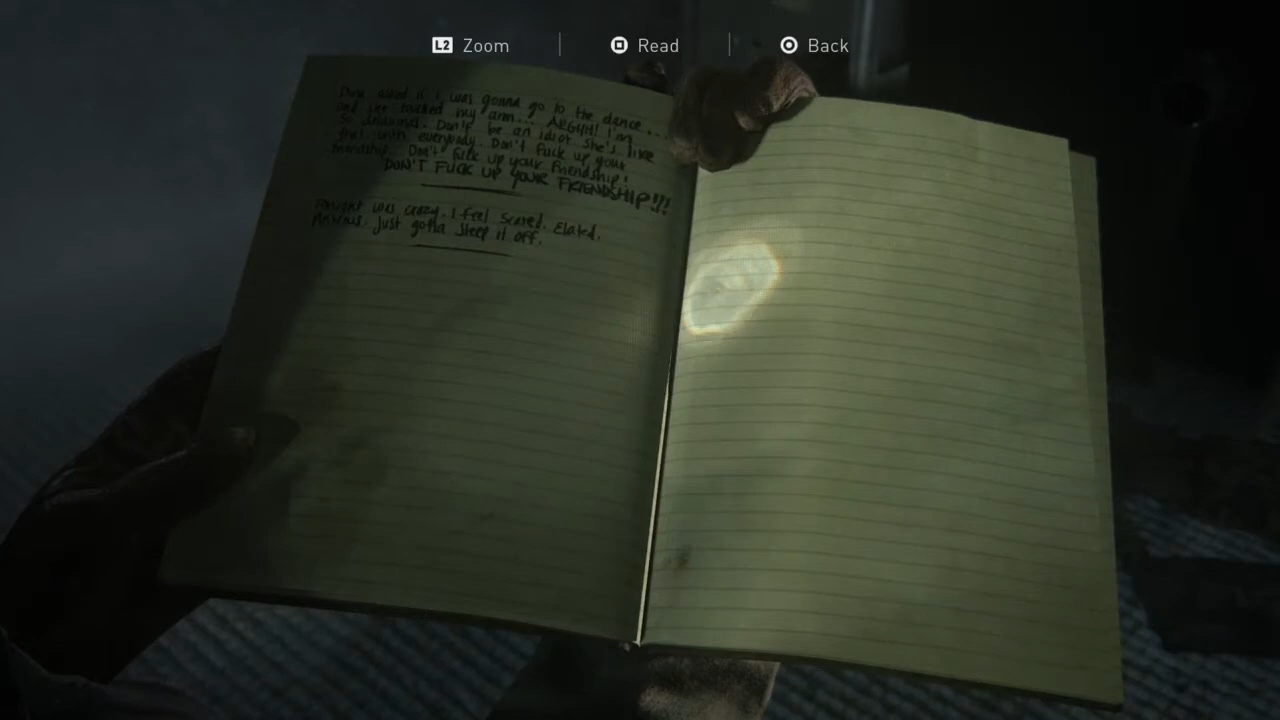 L2 Zoom
Read
Back
Dina asked if I was gonna go to the dance...
and she touched my arm... ARGHH! I'm
so deluded. Don't be an idiot. She's like
that with everybody. Don't fuck up your
friendship. Don't fuck up your friendship!
DON'T FUCK UP YOUR FRIENDSHIP!!!
Tonight was crazy. I feel scared. Elated.
Anxious. Just gotta sleep it off.